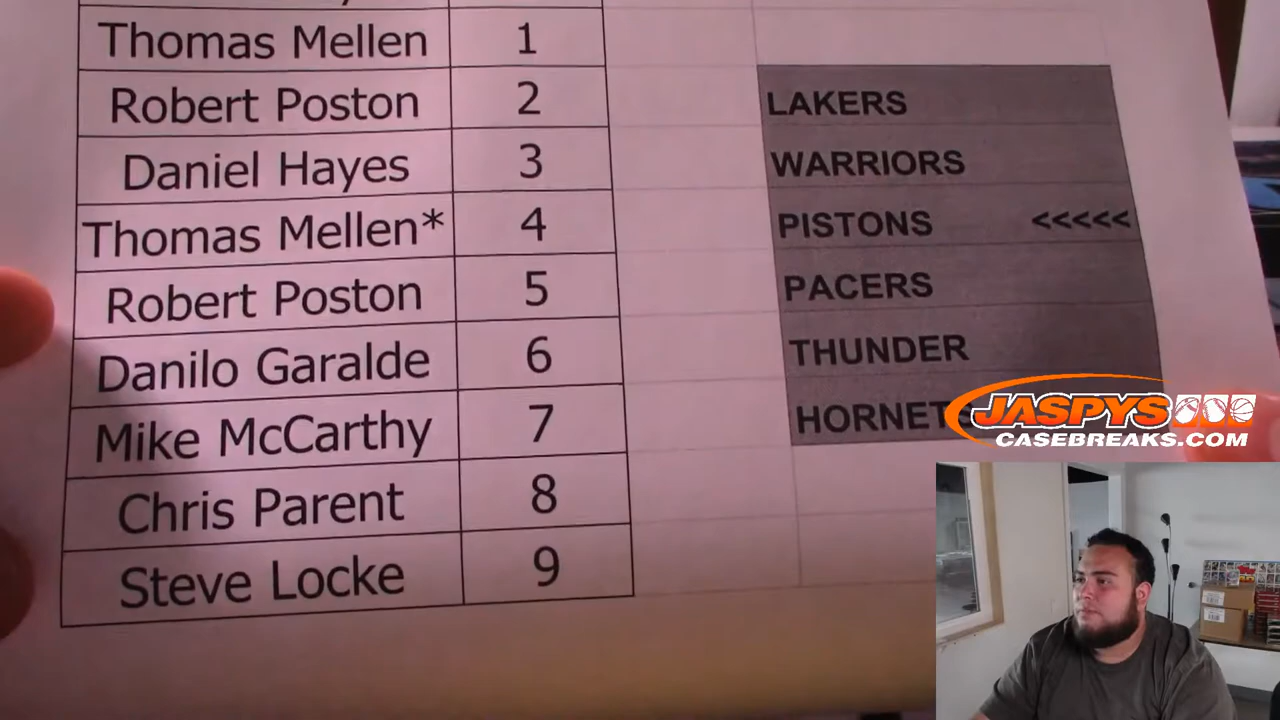 Thomas Mellen 1
Robert Poston 2 LAKERS
Daniel Hayes 3 WARRIORS
Thomas Mellen* 4 PISTONS <<<<<
Robert Poston 5 PACERS
Danilo Garalde 6 THUNDER
Mike McCarthy 7 HORNETS
Chris Parent 8
Steve Locke 9
JASPYS
CASEBREAKS.COM